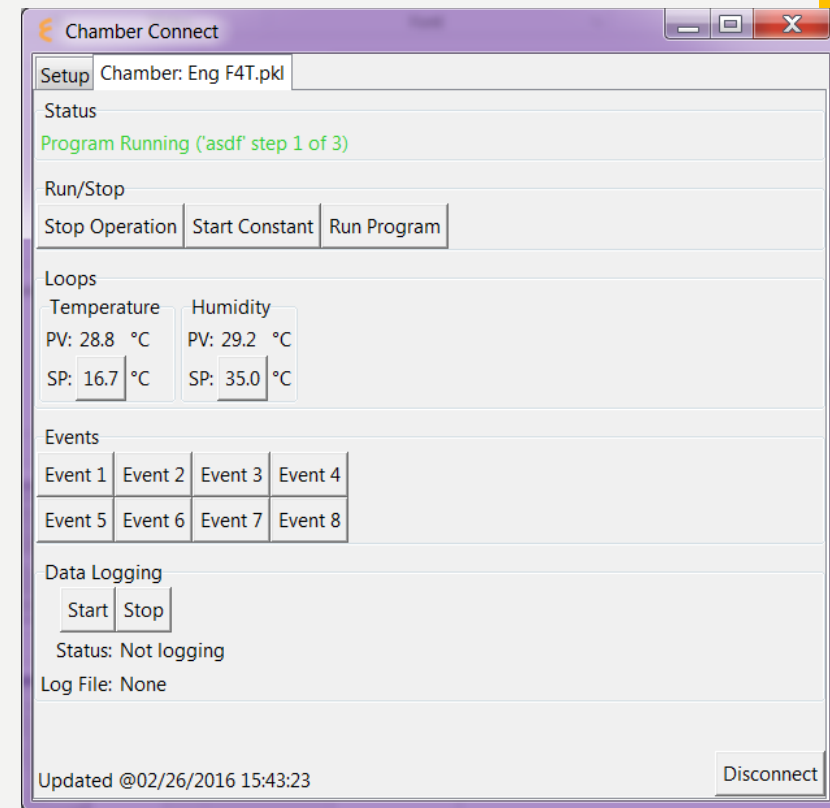 Chamber Connect
Setup Chamber: Eng F4T.pkl
Status
Program Running ('asdf' step 1 of 3)
Run/Stop
Stop Operation Start Constant Run Program
Loops
Temperature Humidity
PV: 28.8 °C PV: 29.2 °C
SP: 16.7 °C SP: 35.0 °C
Events
Event 1 Event 2 Event 3 Event 4
Event 5 Event 6 Event 7 Event 8
Data Logging
Start Stop
Status: Not logging
Log File: None
Updated @02/26/2016 15:43:23 Disconnect